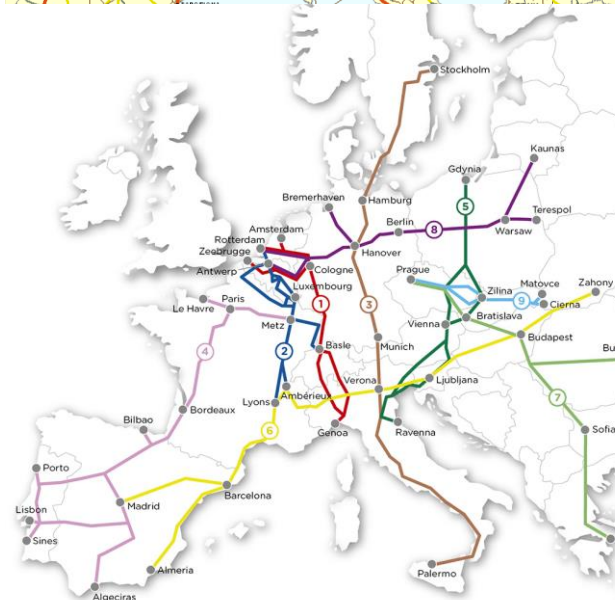 Stockholm
Kaunas
Gdynia
Bremerhaven
Hamburg
5
Terespol
Berlin
8
Warsaw
Amsterdam
Rotterdam
Zeebrugge
Hanover
Antwerp
Cologne
Prague
Luxembourg
Zilina
Matovce
Zahony
9
Cierna
Le Havre
Paris
1
3
Bratislava
Metz
Vienna
Budapest
4
2
Basle
Munich
Bu
Verona
Ljubljana
Ambérieu
Lyons
7
Bordeaux
Bilbao
6
Genoa
Ravenna
Sofia
Porto
Barcelona
Madrid
Lisbon
Sines
Almeria
Palermo
Algeciras